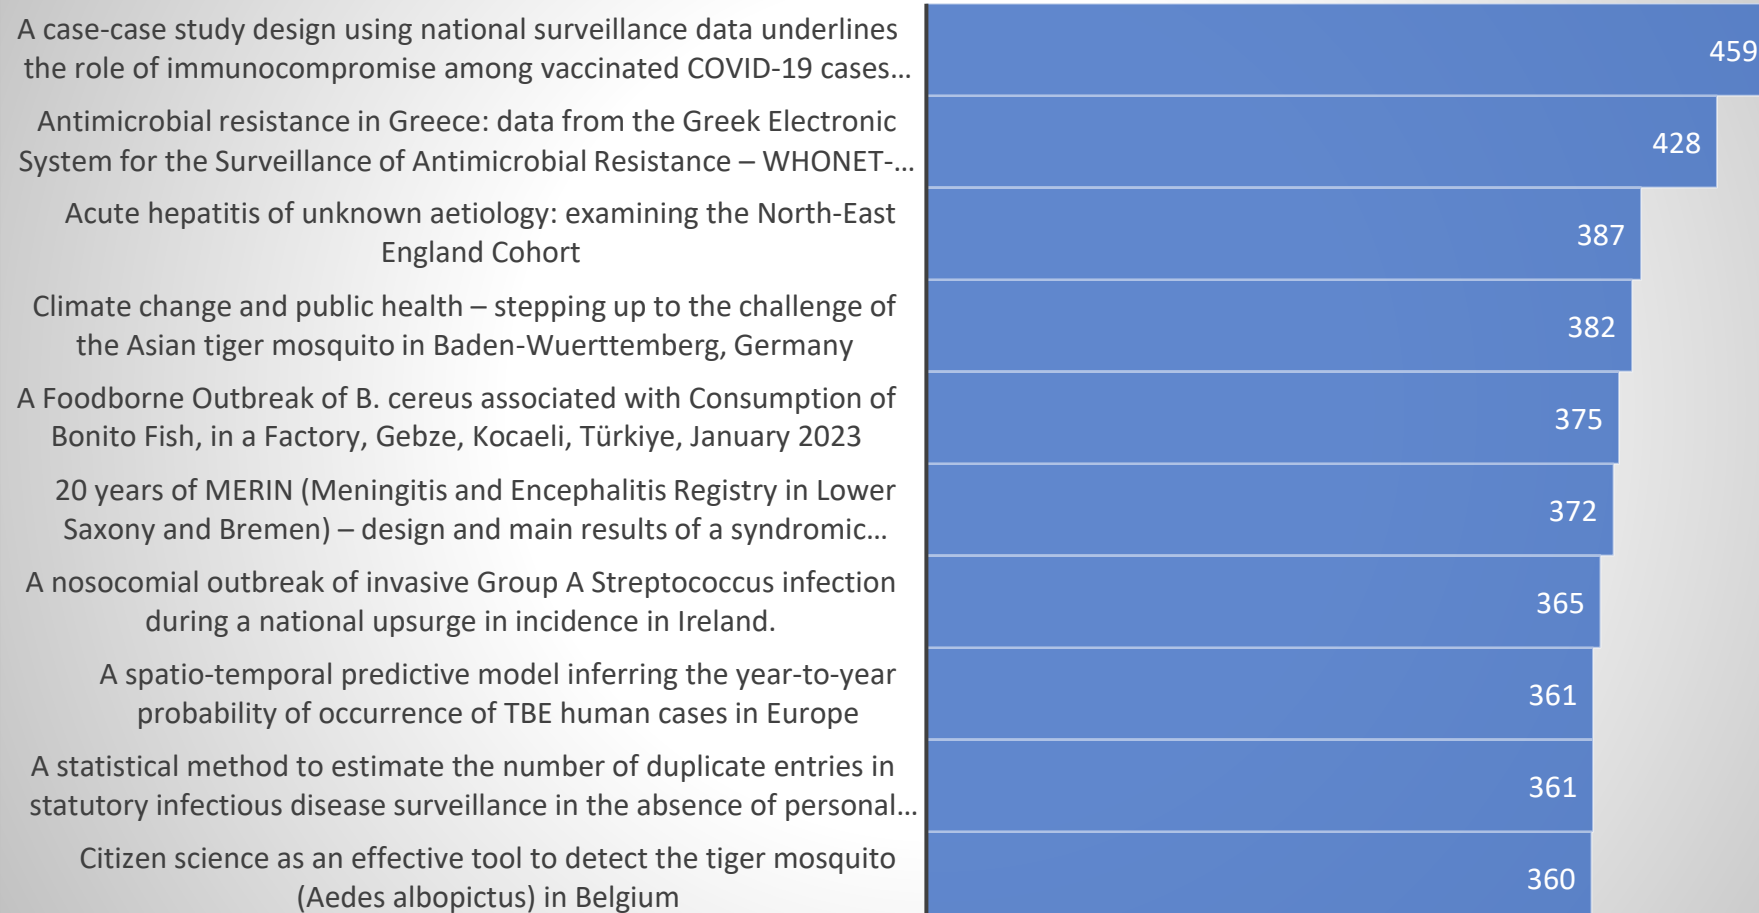 A case-case study design using national surveillance data underlines
the role of immunocompromise among vaccinated COVID-19 cases...
459
Antimicrobial resistance in Greece: data from the Greek Electronic
System for the Surveillance of Antimicrobial Resistance – WHONET-...
428
Acute hepatitis of unknown aetiology: examining the North-East
England Cohort
387
Climate change and public health – stepping up to the challenge of
the Asian tiger mosquito in Baden-Wuerttemberg, Germany
382
A Foodborne Outbreak of B. cereus associated with Consumption of
Bonito Fish, in a Factory, Gebze, Kocaeli, Türkiye, January 2023
375
20 years of MERIN (Meningitis and Encephalitis Registry in Lower
Saxony and Bremen) – design and main results of a syndromic...
372
A nosocomial outbreak of invasive Group A Streptococcus infection
during a national upsurge in incidence in Ireland.
365
A spatio-temporal predictive model inferring the year-to-year
probability of occurrence of TBE human cases in Europe
361
A statistical method to estimate the number of duplicate entries in
statutory infectious disease surveillance in the absence of personal...
361
Citizen science as an effective tool to detect the tiger mosquito
(Aedes albopictus) in Belgium
360